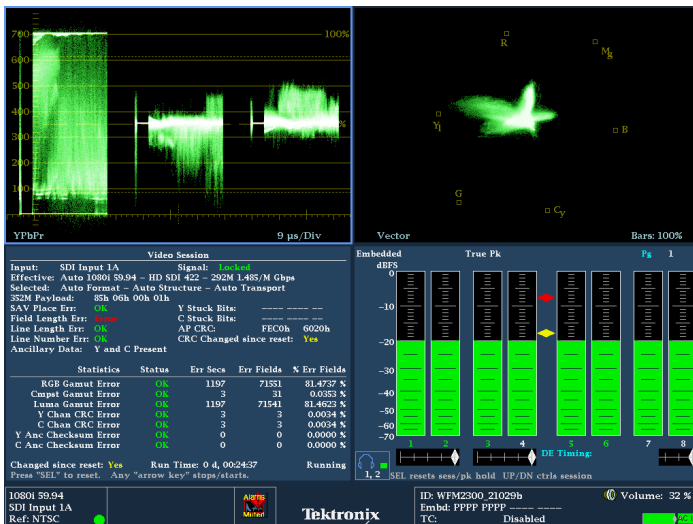 700
100%
600
500
400
300
200
100
%
YPbPr
9 µs/Div
R
Mg
Yl
B
G
Cy
Vector
Bars: 100%
Video Session
Input: SDI Input 1A Signal: Locked
Effective: Auto 1080i 59.94 – HD SDI 422 – 292M 1.485/M Gbps
Selected: Auto Format – Auto Structure – Auto Transport
352M Payload: 85h 06h 00h 01h
SAV Place Err: OK Y Stuck Bits: ---- ---- --
Field Length Err: C Stuck Bits: ---- ---- --
Line Length Err: OK AP CRC: FEC0h 6020h
Line Number Err: OK CRC Changed since reset: Yes
Ancillary Data: Y and C Present
Statistics Status Err Secs Err Fields % Err Fields
RGB Gamut Error OK 1197 71551 81.4737 %
Cmpst Gamut Error OK 3 31 0.0353 %
Luma Gamut Error OK 1197 71541 81.4623 %
Y Chan CRC Error OK 3 3 0.0034 %
C Chan CRC Error OK 3 3 0.0034 %
Y Anc Checksum Error OK 0 0 0.0000 %
C Anc Checksum Error OK 0 0 0.0000 %
Changed since reset: Yes Run Time: 0 d, 00:24:37 Running
Press "SEL" to reset. Any "arrow key" stops/starts.
Embedded True Pk Pg 1
dBFS
0
-10
-20
-30
-40
-50
-60
-70
1 2 3 4 5 6 7 8
DE Timing:
1, 2
SEL resets sess/pk hold UP/DN ctrls session
1080i 59.94
SDI Input 1A
Ref: NTSC
Alarms
Muted
Tektronix
ID: WFM2300_21029b
Embd: PPPP PPPP ---- ----
TC: Disabled
Volume: 32 %